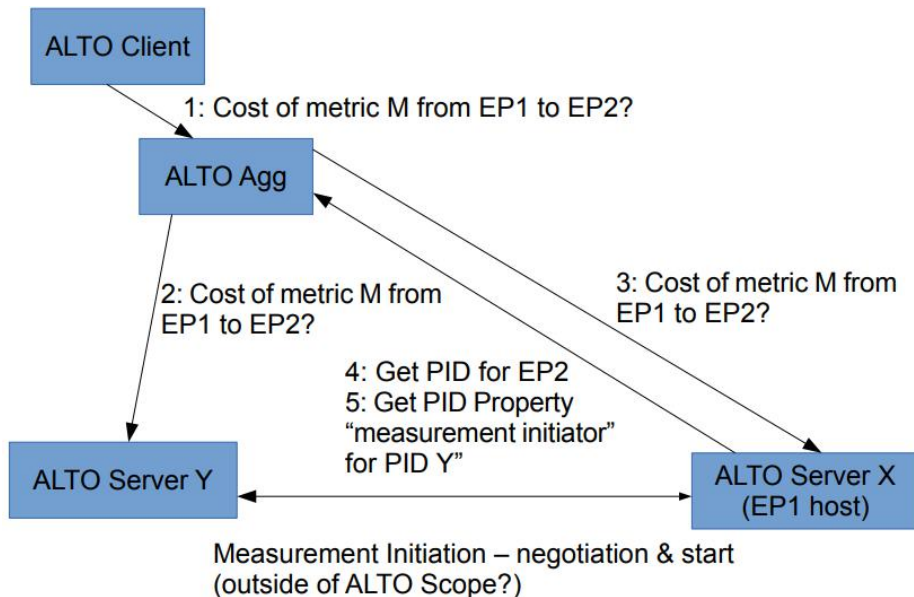 ALTO Client
1: Cost of metric M from EP1 to EP2?
ALTO Agg
2: Cost of metric M from
EP1 to EP2?
3: Cost of metric M from
EP1 to EP2?
4: Get PID for EP2
5: Get PID Property
“measurement initiator”
for PID Y”
ALTO Server Y
ALTO Server X
(EP1 host)
Measurement Initiation – negotiation & start
(outside of ALTO Scope?)